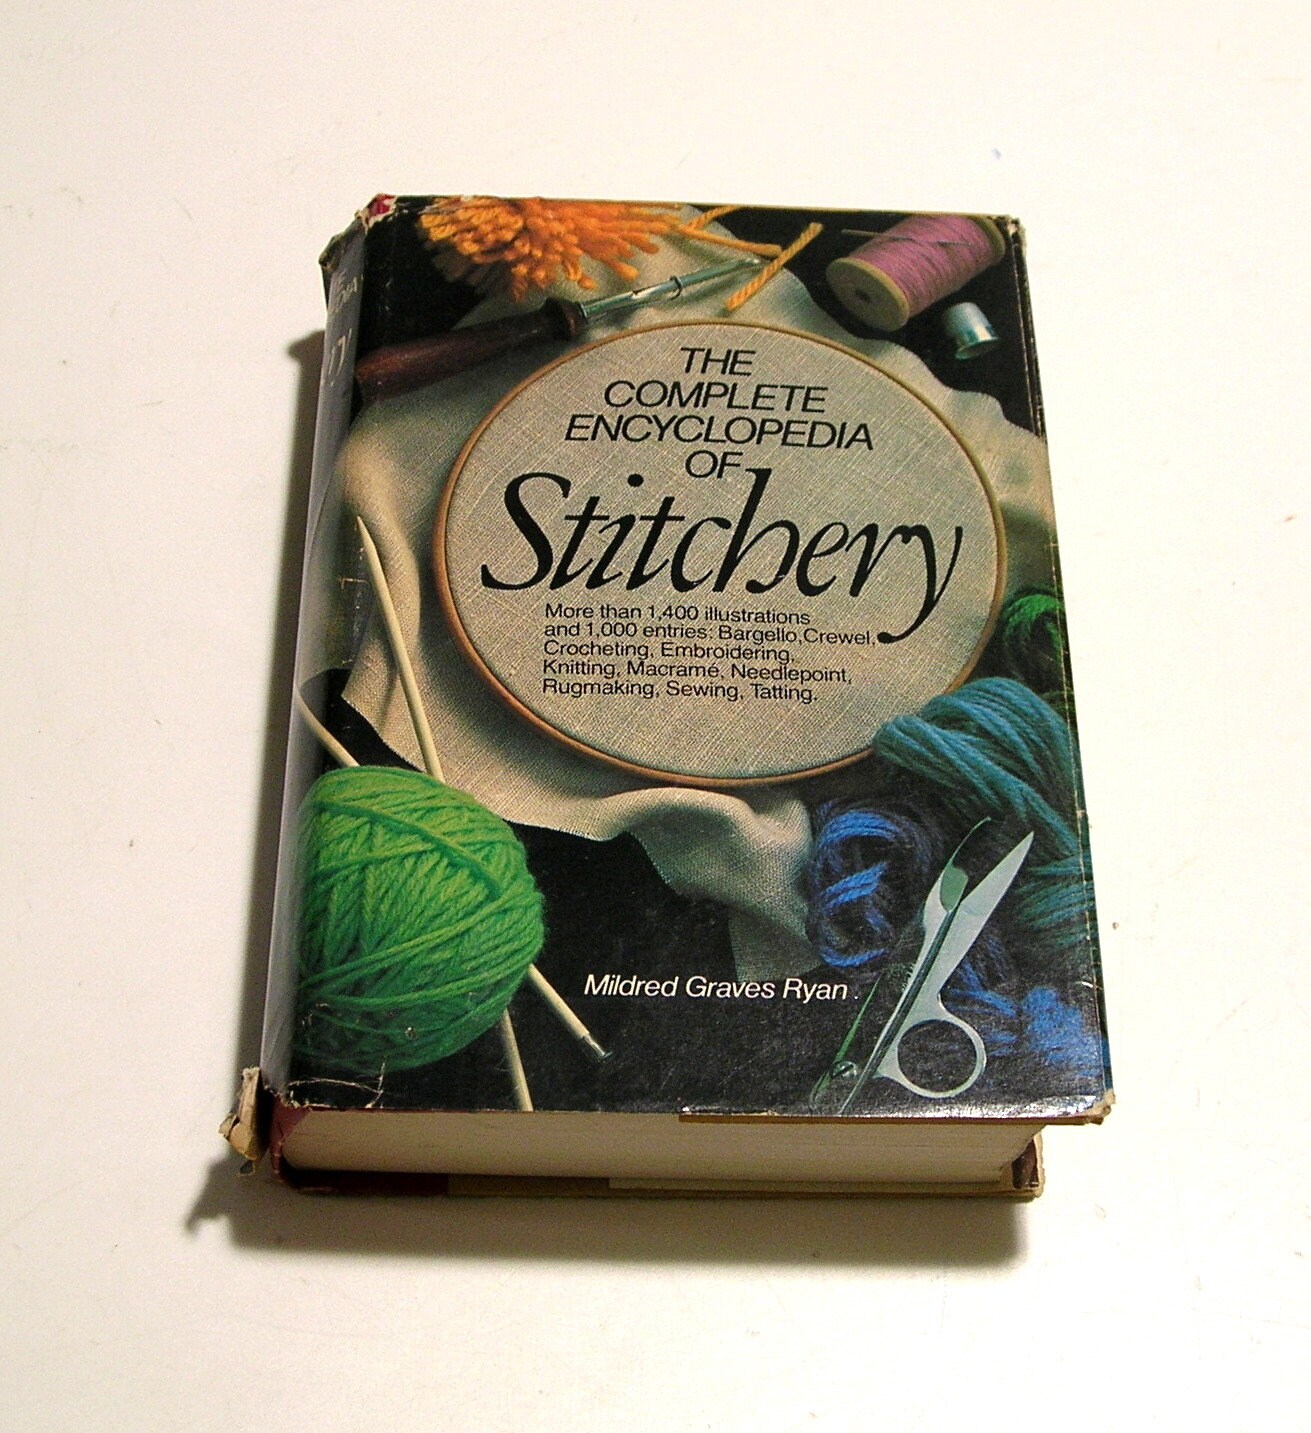 THE
COMPLETE
ENCYCLOPEDIA
OF
Stitchery
More than 1,400 illustrations
and 1,000 entries: Bargello, Crewel,
Crocheting, Embroidering,
Knitting, Macramé, Needlepoint,
Rugmaking, Sewing, Tatting.
Mildred Graves Ryan